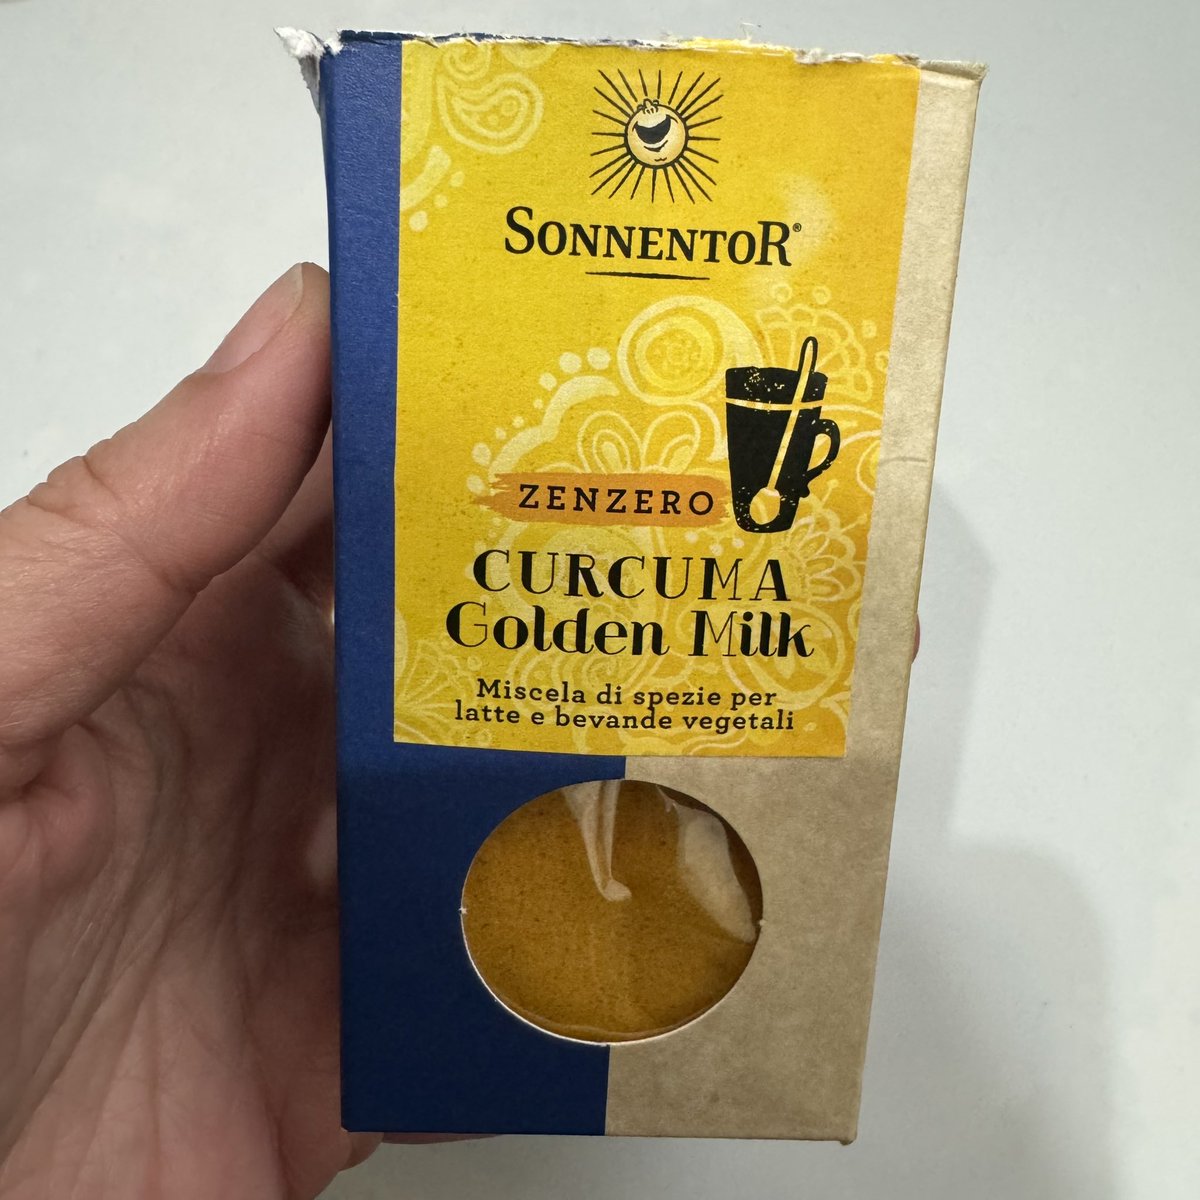 SONNENTOR®
ZENZERO
CURCUMA
Golden Milk
Miscela di spezie per
latte e bevande vegetali